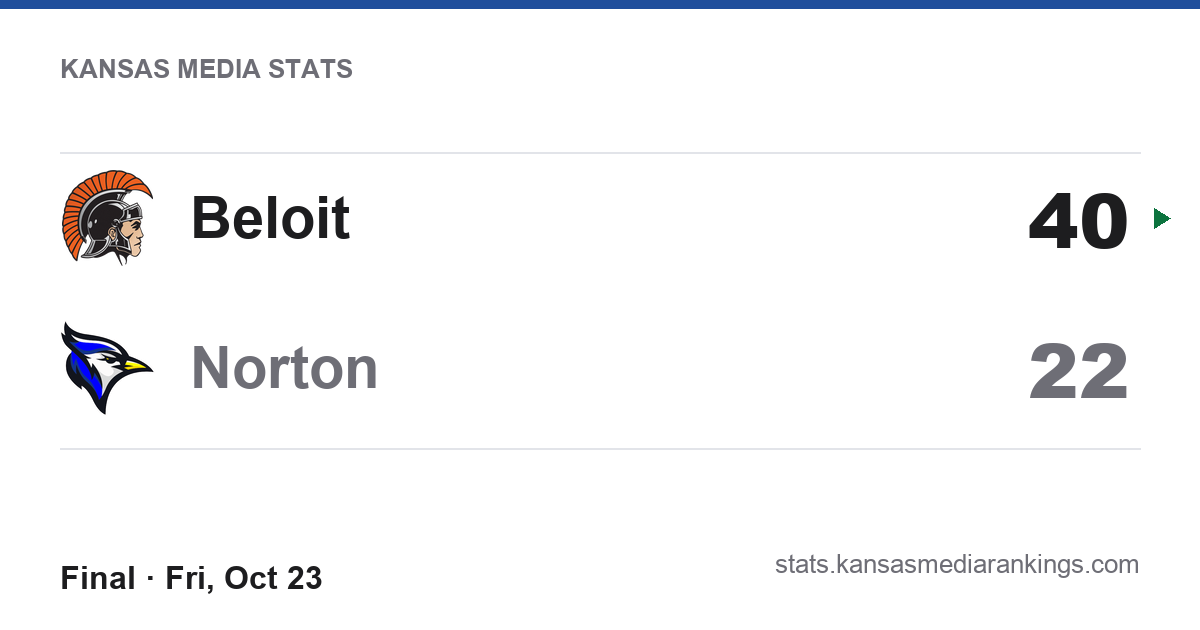 KANSAS MEDIA STATS
Beloit 40
Norton 22
Final · Fri, Oct 23
stats.kansasmediarankings.com